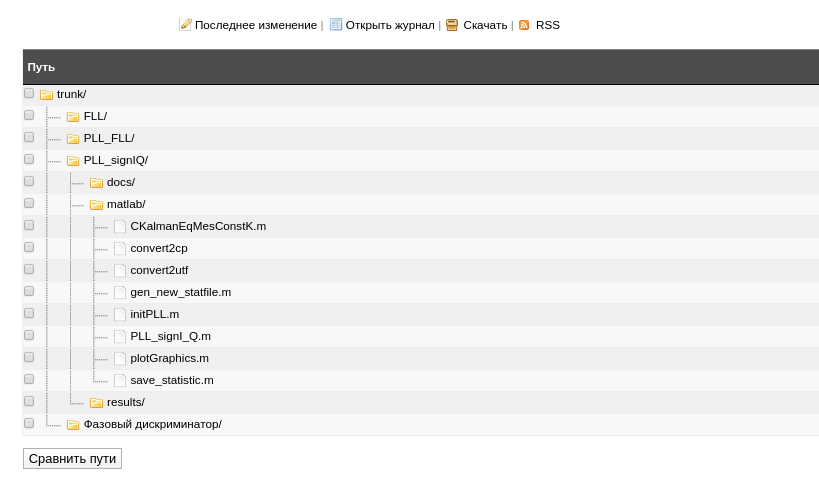 Последнее изменение | Открыть журнал | Скачать | RSS
Путь
trunk/
FLL/
PLL_FLL/
PLL_signIQ/
docs/
matlab/
CKalmanEqMesConstK.m
convert2cp
convert2utf
gen_new_statfile.m
initPLL.m
PLL_signI_Q.m
plotGraphics.m
save_statistic.m
results/
Фазовый дискриминатор/
Сравнить пути